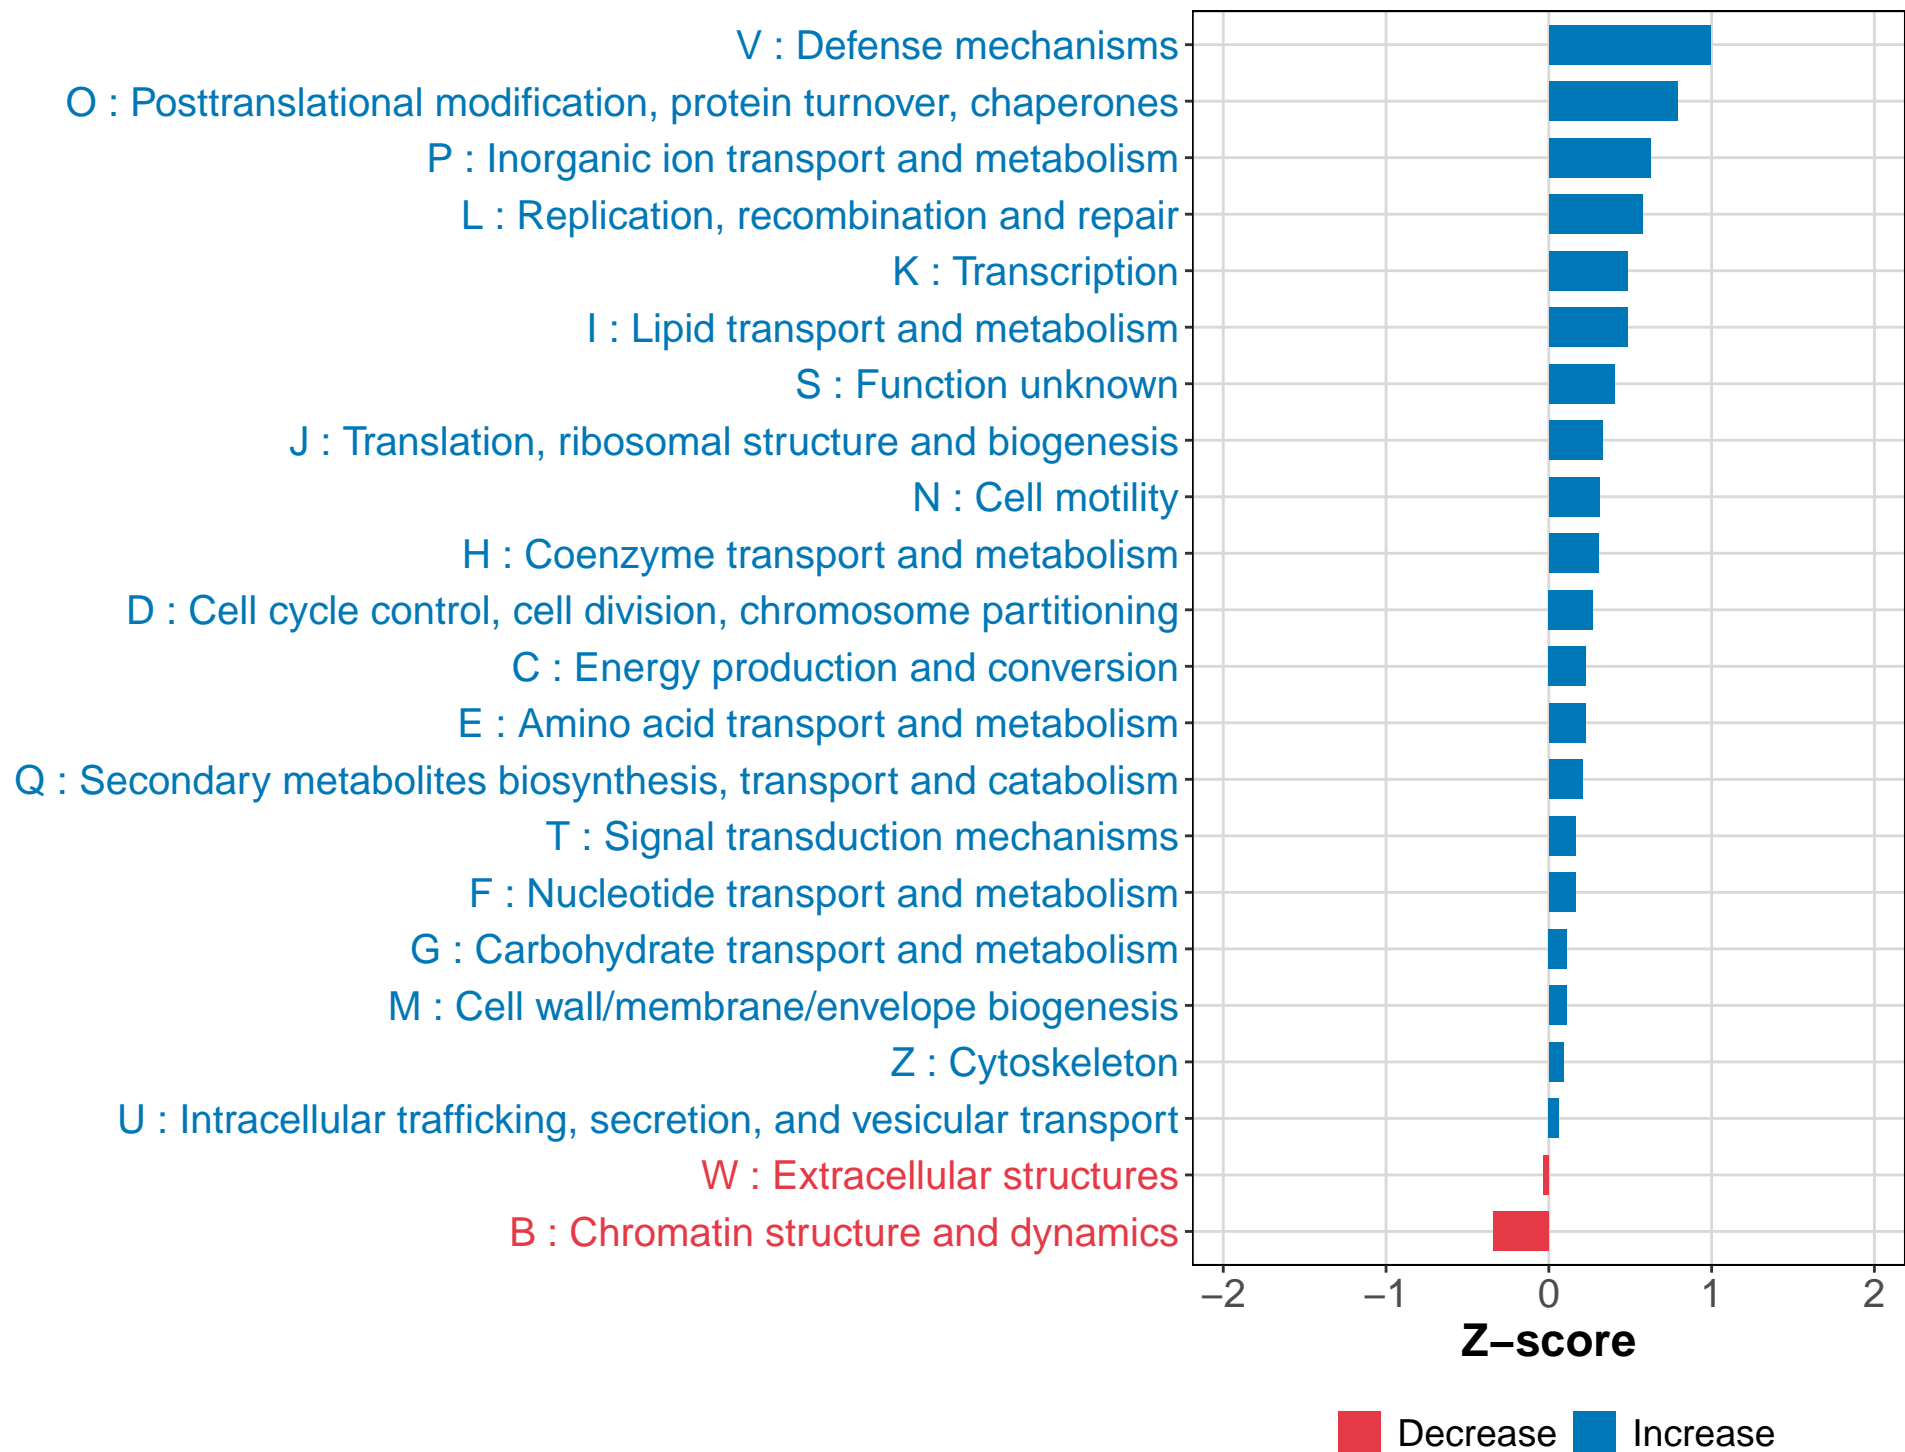 V : Defense mechanisms
O : Posttranslational modification, protein turnover, chaperones
P : Inorganic ion transport and metabolism
L : Replication, recombination and repair
K : Transcription
I : Lipid transport and metabolism
S : Function unknown
J : Translation, ribosomal structure and biogenesis
N : Cell motility
H : Coenzyme transport and metabolism
D : Cell cycle control, cell division, chromosome partitioning
C : Energy production and conversion
E : Amino acid transport and metabolism
Q : Secondary metabolites biosynthesis, transport and catabolism
T : Signal transduction mechanisms
F : Nucleotide transport and metabolism
G : Carbohydrate transport and metabolism
M : Cell wall/membrane/envelope biogenesis
Z : Cytoskeleton
U : Intracellular trafficking, secretion, and vesicular transport
W : Extracellular structures
B : Chromatin structure and dynamics
−2 −1 0 1 2
Z−score
Decrease Increase